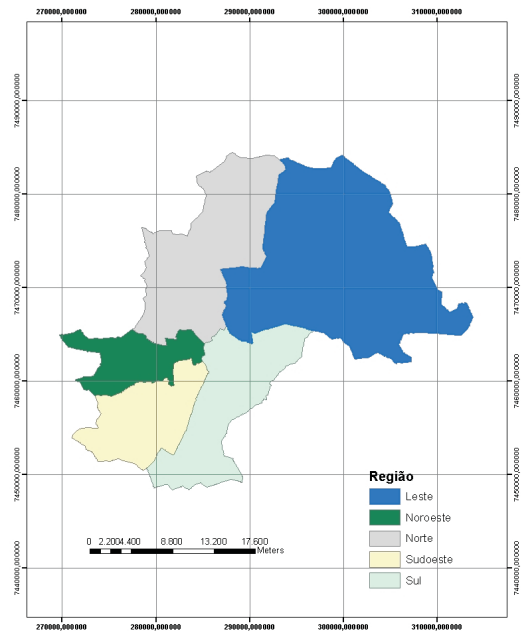 270000,000000 280000,000000 290000,000000 300000,000000 310000,000000
7490000,000000 7490000,000000
7480000,000000 7480000,000000
7470000,000000 7470000,000000
7460000,000000 7460000,000000
7450000,000000 7450000,000000
7440000,000000 7440000,000000
Região
Leste
Noroeste
Norte
Sudoeste
Sul
0 2.200 4.400 8.800 13.200 17.600
Meters
270000,000000 280000,000000 290000,000000 300000,000000 310000,000000